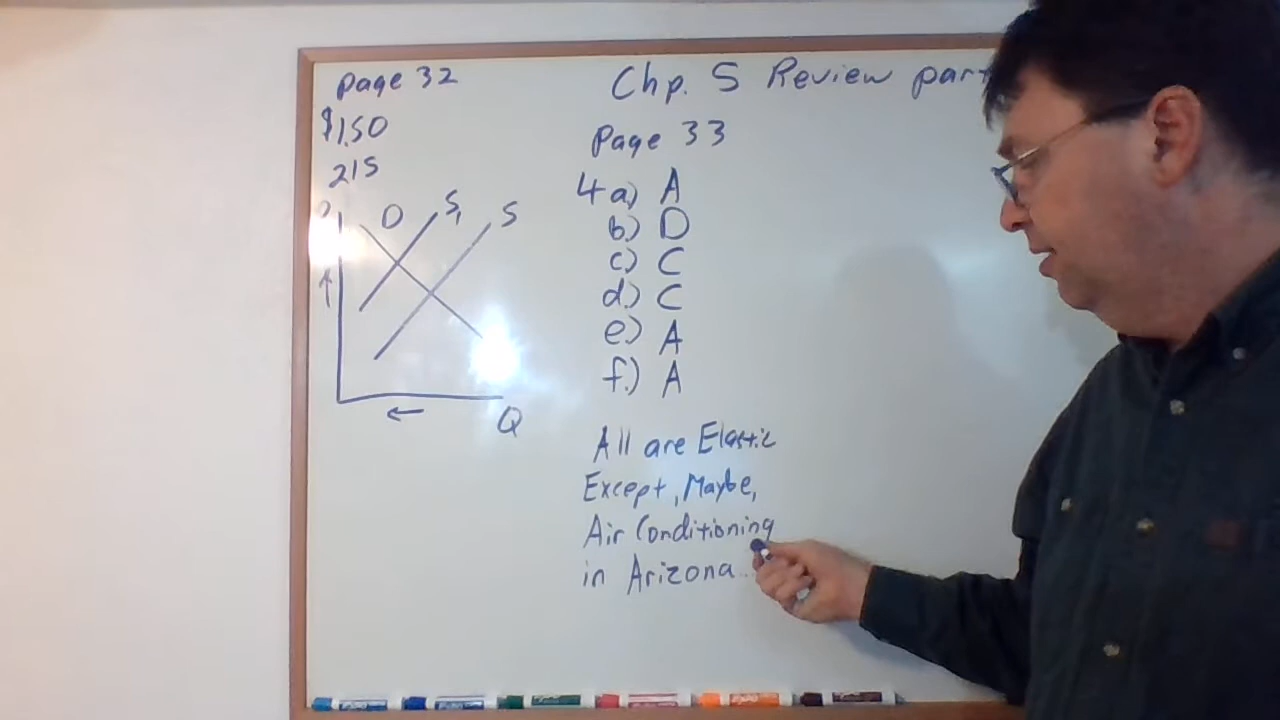 Page 32
$1.50
215
D
S1
S
Q
Chp. 5 Review part
Page 33
4a) A
b) D
c) C
d) C
e) A
f.) A
All are Elastic
Except, Maybe,
Air Conditioning
in Arizona